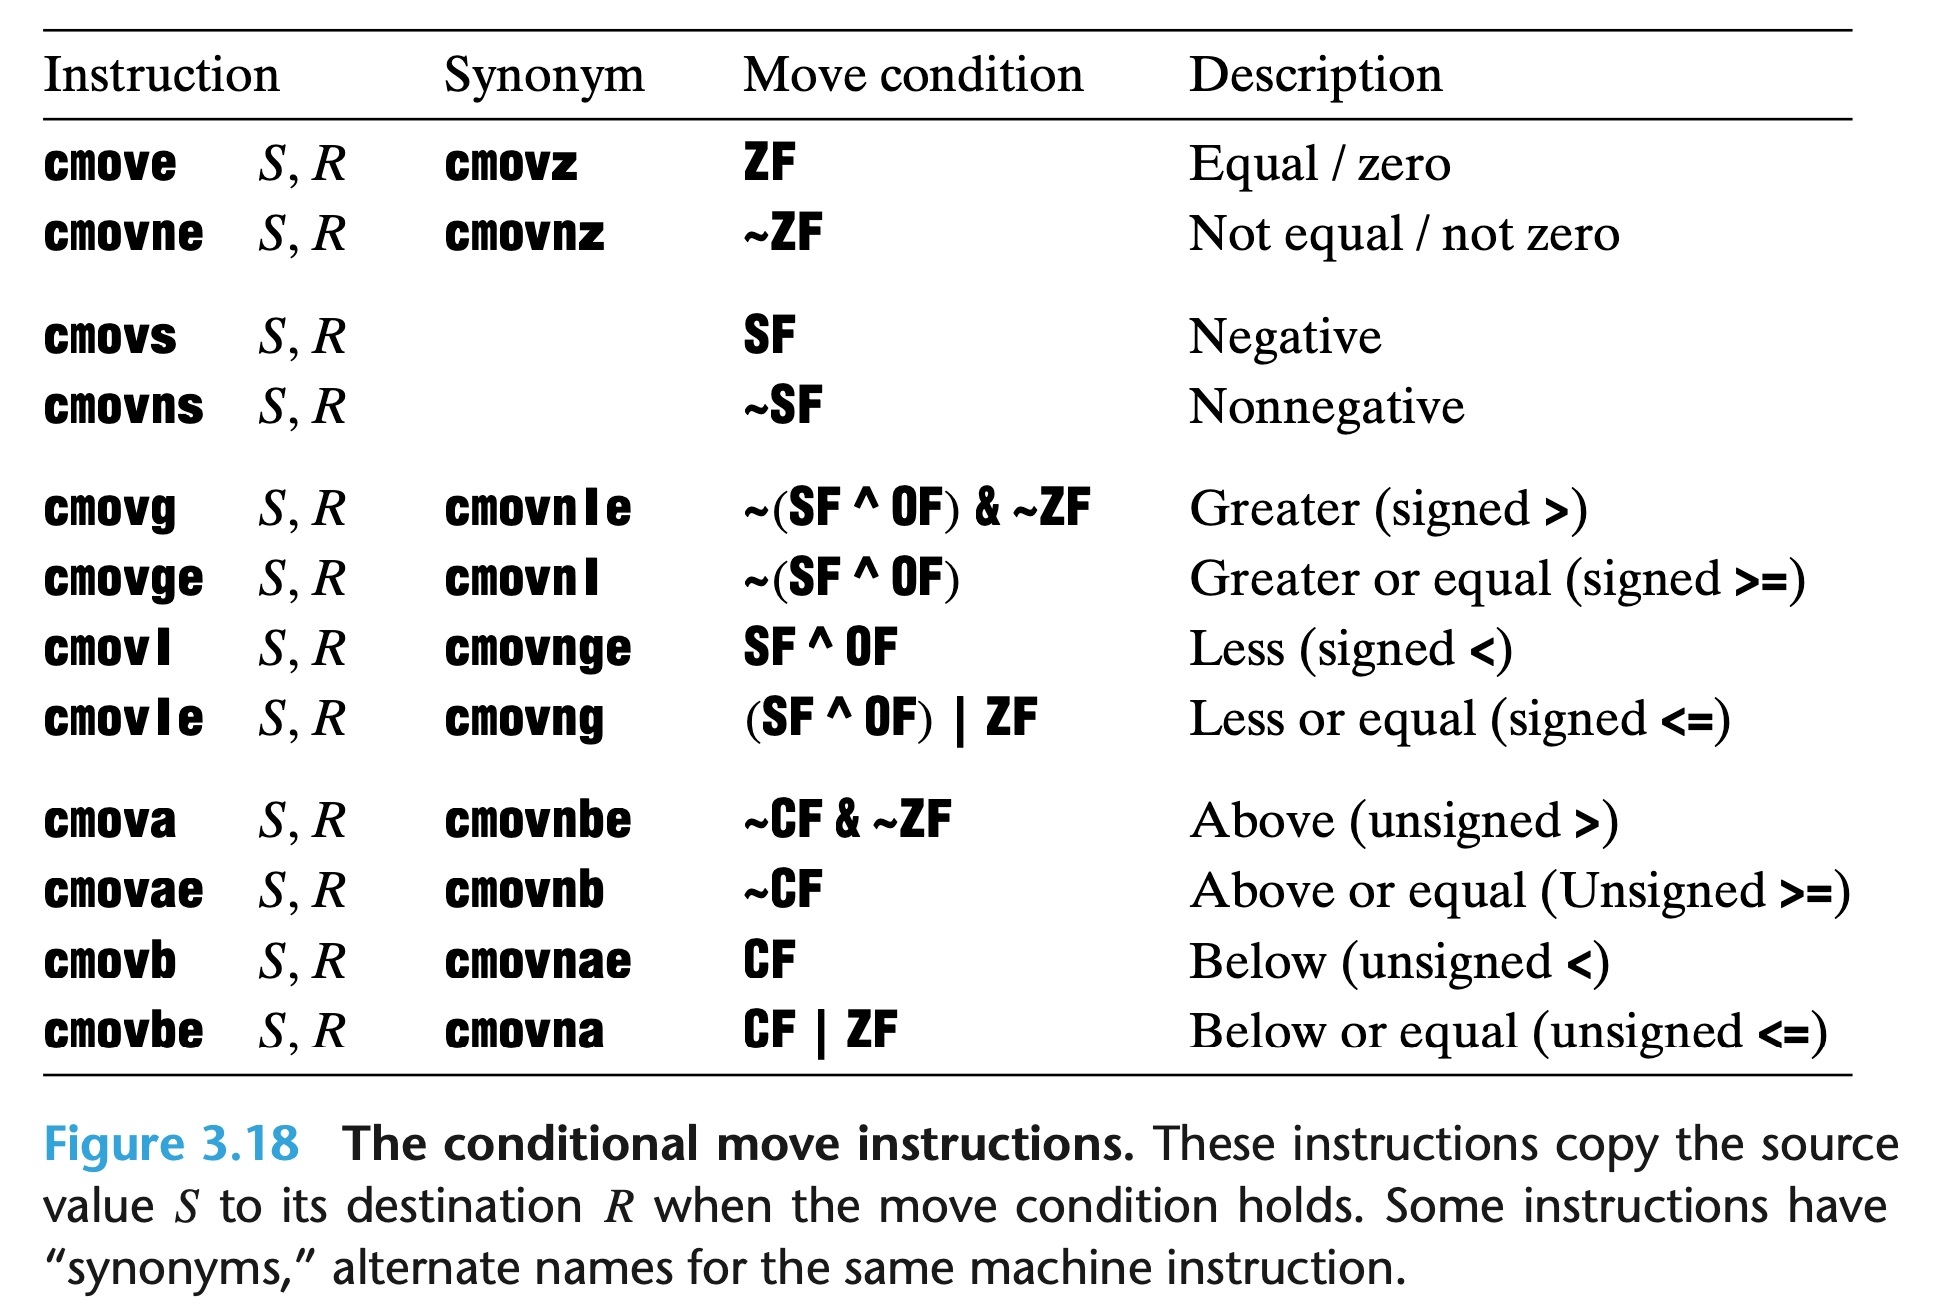 Instruction Synonym Move condition Description
cmove S, R cmovz ZF Equal / zero
cmovne S, R cmovnz ~ZF Not equal / not zero
cmovs S, R SF Negative
cmovns S, R ~SF Nonnegative
cmovg S, R cmovnle ~(SF ^ OF) & ~ZF Greater (signed >)
cmovge S, R cmovnl ~(SF ^ OF) Greater or equal (signed >=)
cmovl S, R cmovnge SF ^ OF Less (signed <)
cmovle S, R cmovng (SF ^ OF) | ZF Less or equal (signed <=)
cmova S, R cmovnbe ~CF & ~ZF Above (unsigned >)
cmovae S, R cmovnb ~CF Above or equal (Unsigned >=)
cmovb S, R cmovnae CF Below (unsigned <)
cmovbe S, R cmovna CF | ZF Below or equal (unsigned <=)
Figure 3.18 The conditional move instructions. These instructions copy the source
value S to its destination R when the move condition holds. Some instructions have
“synonyms,” alternate names for the same machine instruction.